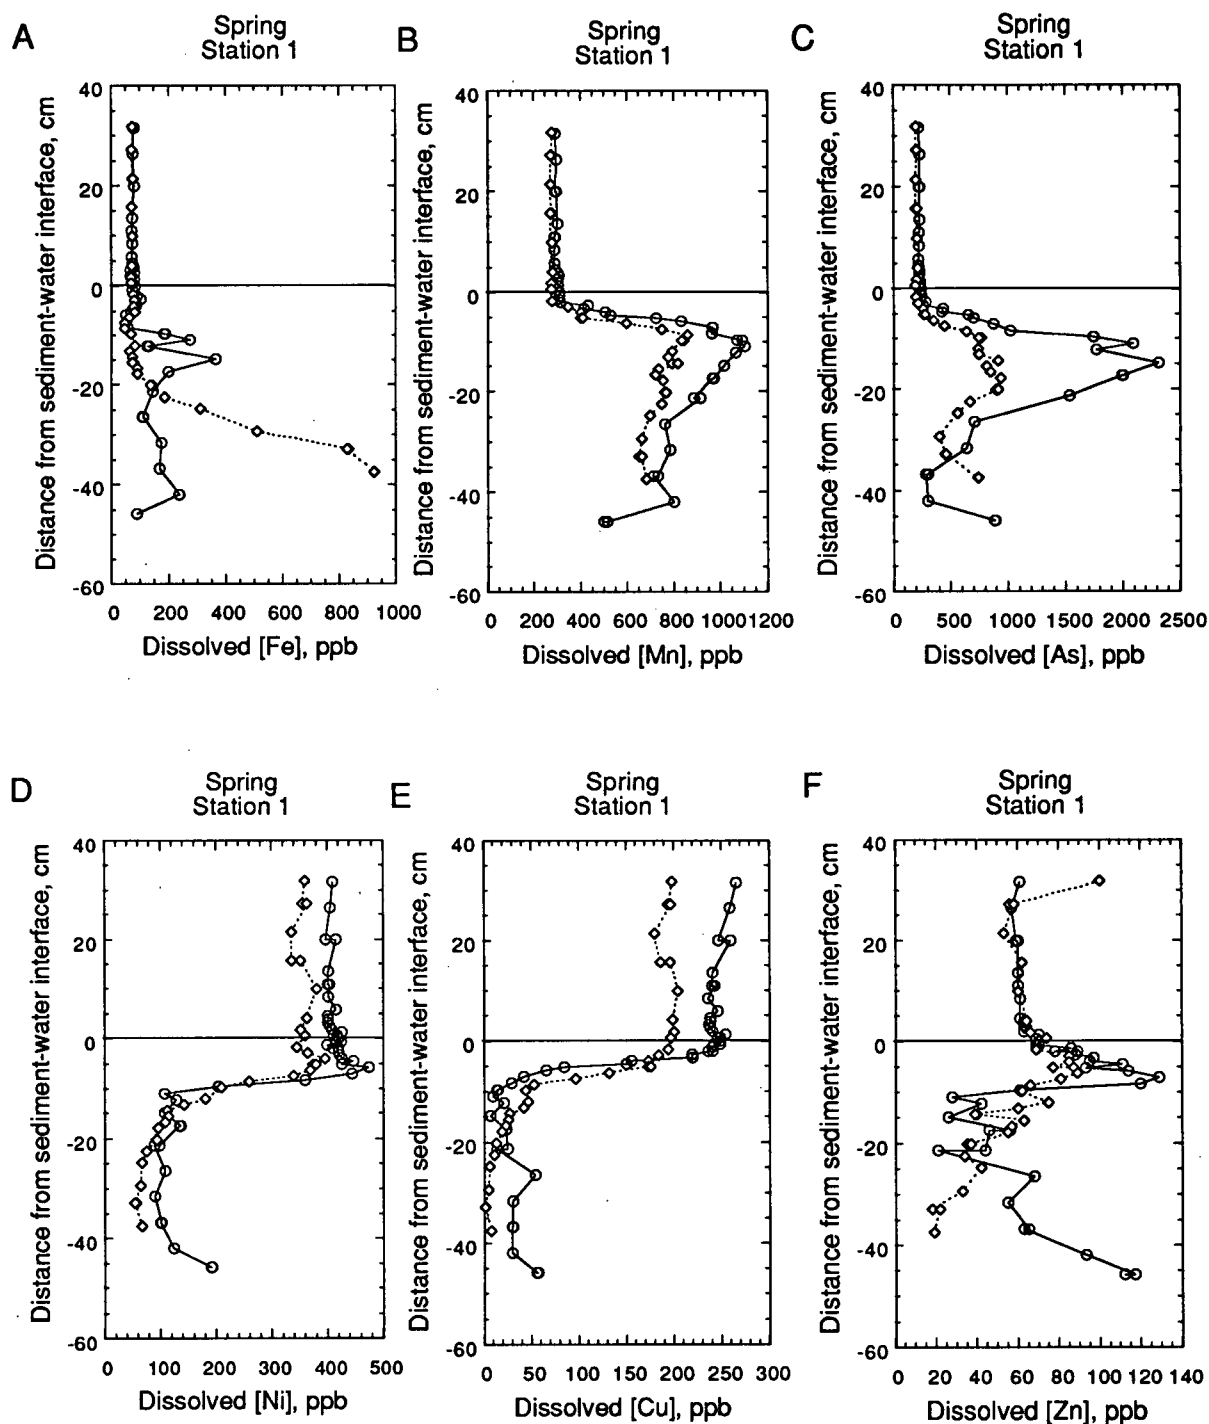 A
Spring
Station 1
B
Spring
Station 1
C
Spring
Station 1
Distance from sediment-water interface, cm
40
20
0
-20
-40
-60
0 200 400 600 800 1000
Dissolved [Fe], ppb
Distance from sediment-water interface, cm
40
20
0
-20
-40
-60
0 200 400 600 800 1000 1200
Dissolved [Mn], ppb
Distance from sediment-water interface, cm
40
20
0
-20
-40
-60
0 500 1000 1500 2000 2500
Dissolved [As], ppb
D
Spring
Station 1
E
Spring
Station 1
F
Spring
Station 1
Distance from sediment-water interface, cm
40
20
0
-20
-40
-60
0 100 200 300 400 500
Dissolved [Ni], ppb
Distance from sediment-water interface, cm
40
20
0
-20
-40
-60
0 50 100 150 200 250 300
Dissolved [Cu], ppb
Distance from sediment-water interface, cm
40
20
0
-20
-40
-60
0 20 40 60 80 100 120 140
Dissolved [Zn], ppb